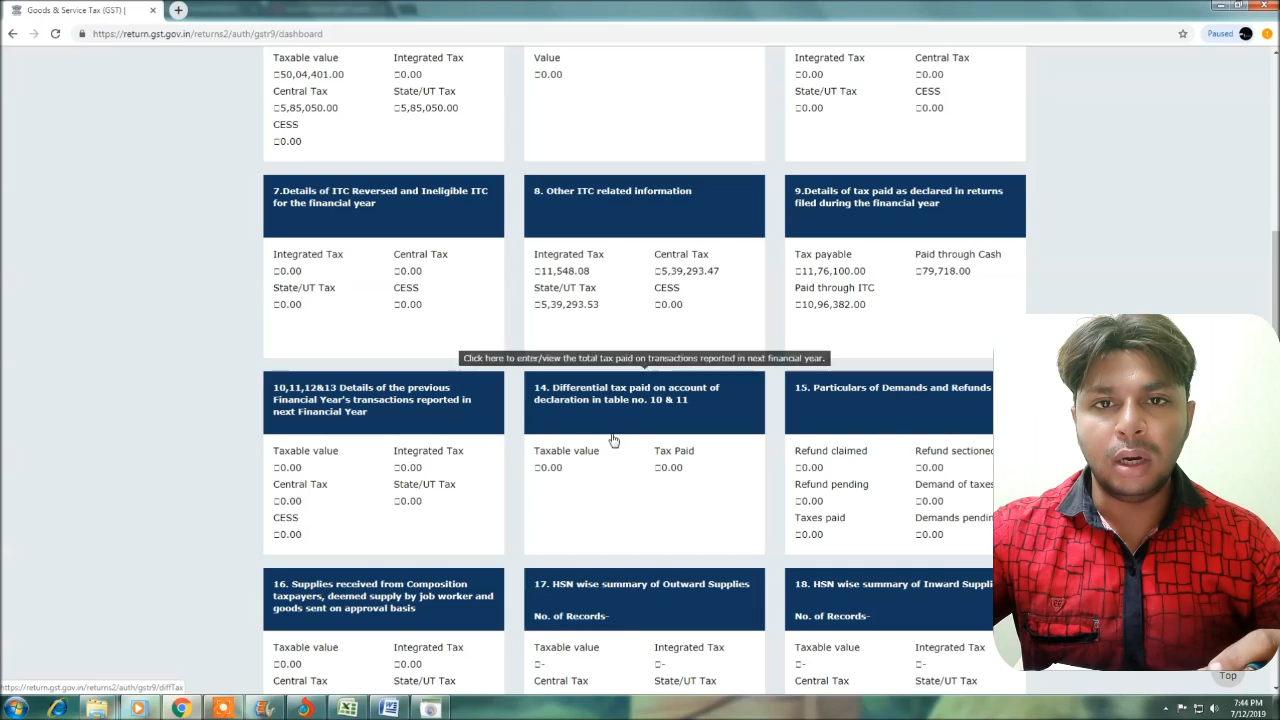 Goods & Service Tax (GST) |
https://return.gst.gov.in/returns2/auth/gstr9/dashboard
Paused
Taxable value Integrated Tax
50,04,401.00 0.00
Central Tax State/UT Tax
5,85,050.00 5,85,050.00
CESS
0.00
Value
0.00
Integrated Tax Central Tax
0.00 0.00
State/UT Tax CESS
0.00 0.00
7.Details of ITC Reversed and Ineligible ITC
for the financial year
Integrated Tax Central Tax
0.00 0.00
State/UT Tax CESS
0.00 0.00
8. Other ITC related information
Integrated Tax Central Tax
11,548.08 5,39,293.47
State/UT Tax CESS
5,39,293.53 0.00
9.Details of tax paid as declared in returns
filed during the financial year
Tax payable Paid through Cash
11,76,100.00 79,718.00
Paid through ITC
10,96,382.00
Click here to enter/view the total tax paid on transactions reported in next financial year.
10,11,12&13 Details of the previous
Financial Year's transactions reported in
next Financial Year
Taxable value Integrated Tax
0.00 0.00
Central Tax State/UT Tax
0.00 0.00
CESS
0.00
14. Differential tax paid on account of
declaration in table no. 10 & 11
Taxable value Tax Paid
0.00 0.00
15. Particulars of Demands and Refunds
Refund claimed Refund sectioned
0.00 0.00
Refund pending Demand of taxes
0.00 0.00
Taxes paid Demands pendin
0.00 0.00
16. Supplies received from Composition
taxpayers, deemed supply by job worker and
goods sent on approval basis
Taxable value Integrated Tax
0.00 0.00
Central Tax State/UT Tax
17. HSN wise summary of Outward Supplies
No. of Records-
Taxable value Integrated Tax
- -
Central Tax State/UT Tax
18. HSN wise summary of Inward Suppli
No. of Records-
Taxable value Integrated Tax
- -
Central Tax State/UT Tax
Top
https://return.gst.gov.in/returns2/auth/gstr9/diffTax
7:44 PM
7/12/2019